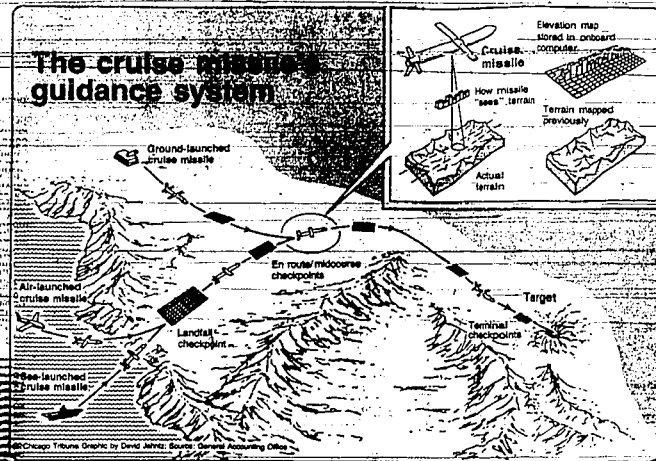 The cruise missile's
guidance system
Cruise
missile
How missile
"sees" terrain
Actual
terrain
Elevation map
stored in onboard
computer
Terrain mapped
previously
Ground-launched
cruise missile
En route/midcourse
checkpoints
Air-launched
cruise missile
Landfall
checkpoint
Sea-launched
cruise missile
Target
Terminal
checkpoints
Chicago Tribune Graphic by David Jahntz; Source: General Accounting Office